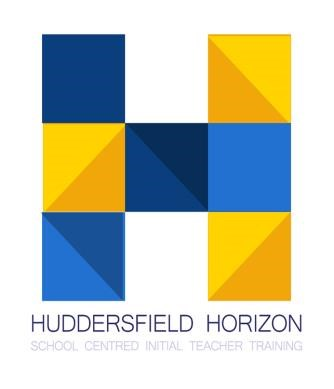 HUDDERSFIELD HORIZON
SCHOOL CENTRED INITIAL TEACHER TRAINING